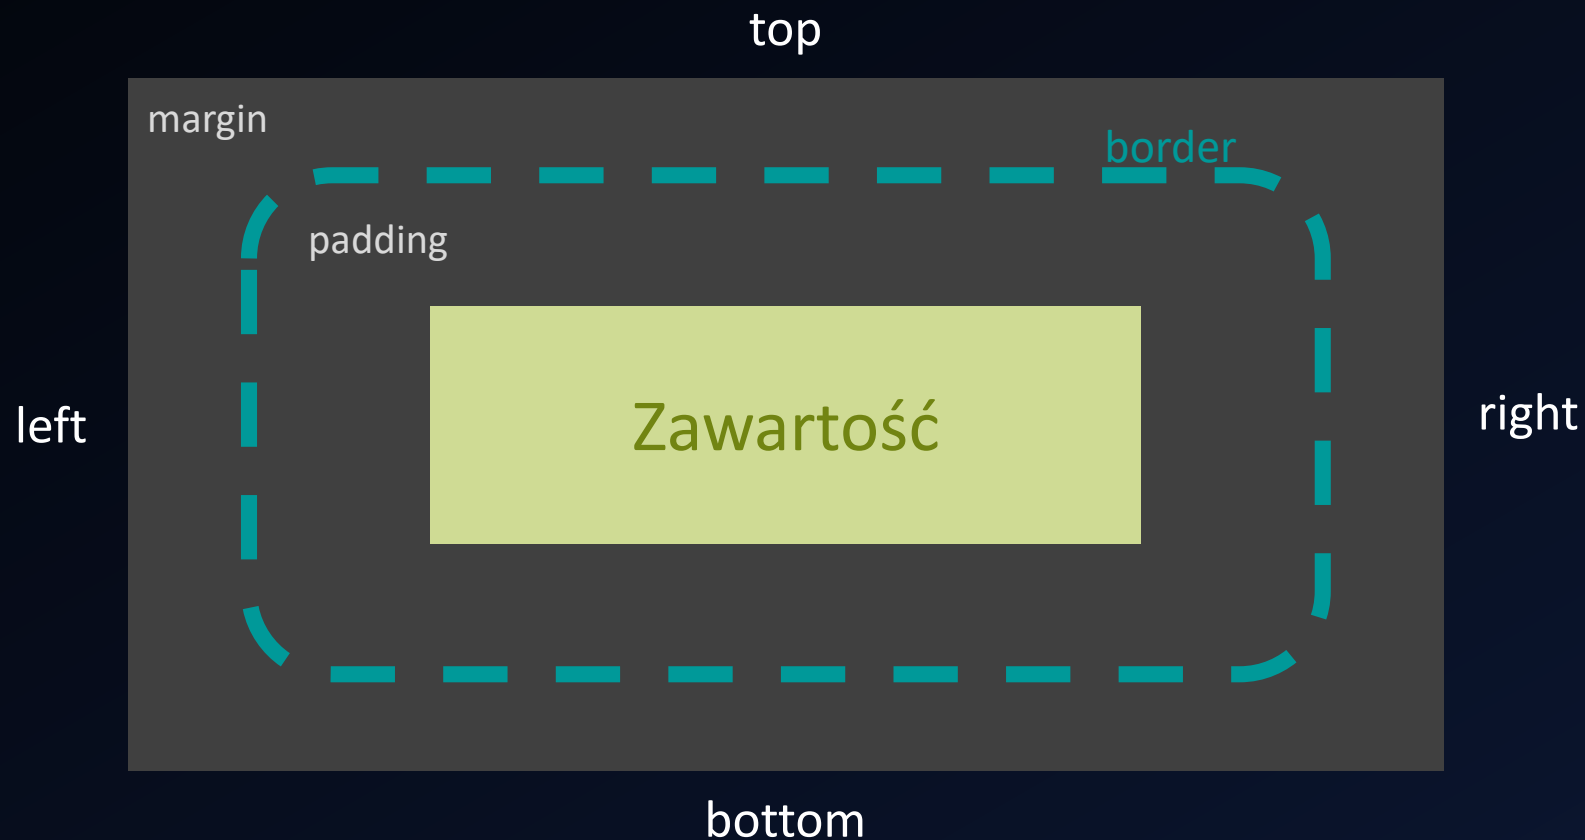 top
margin
border
padding
Zawartość
left
right
bottom